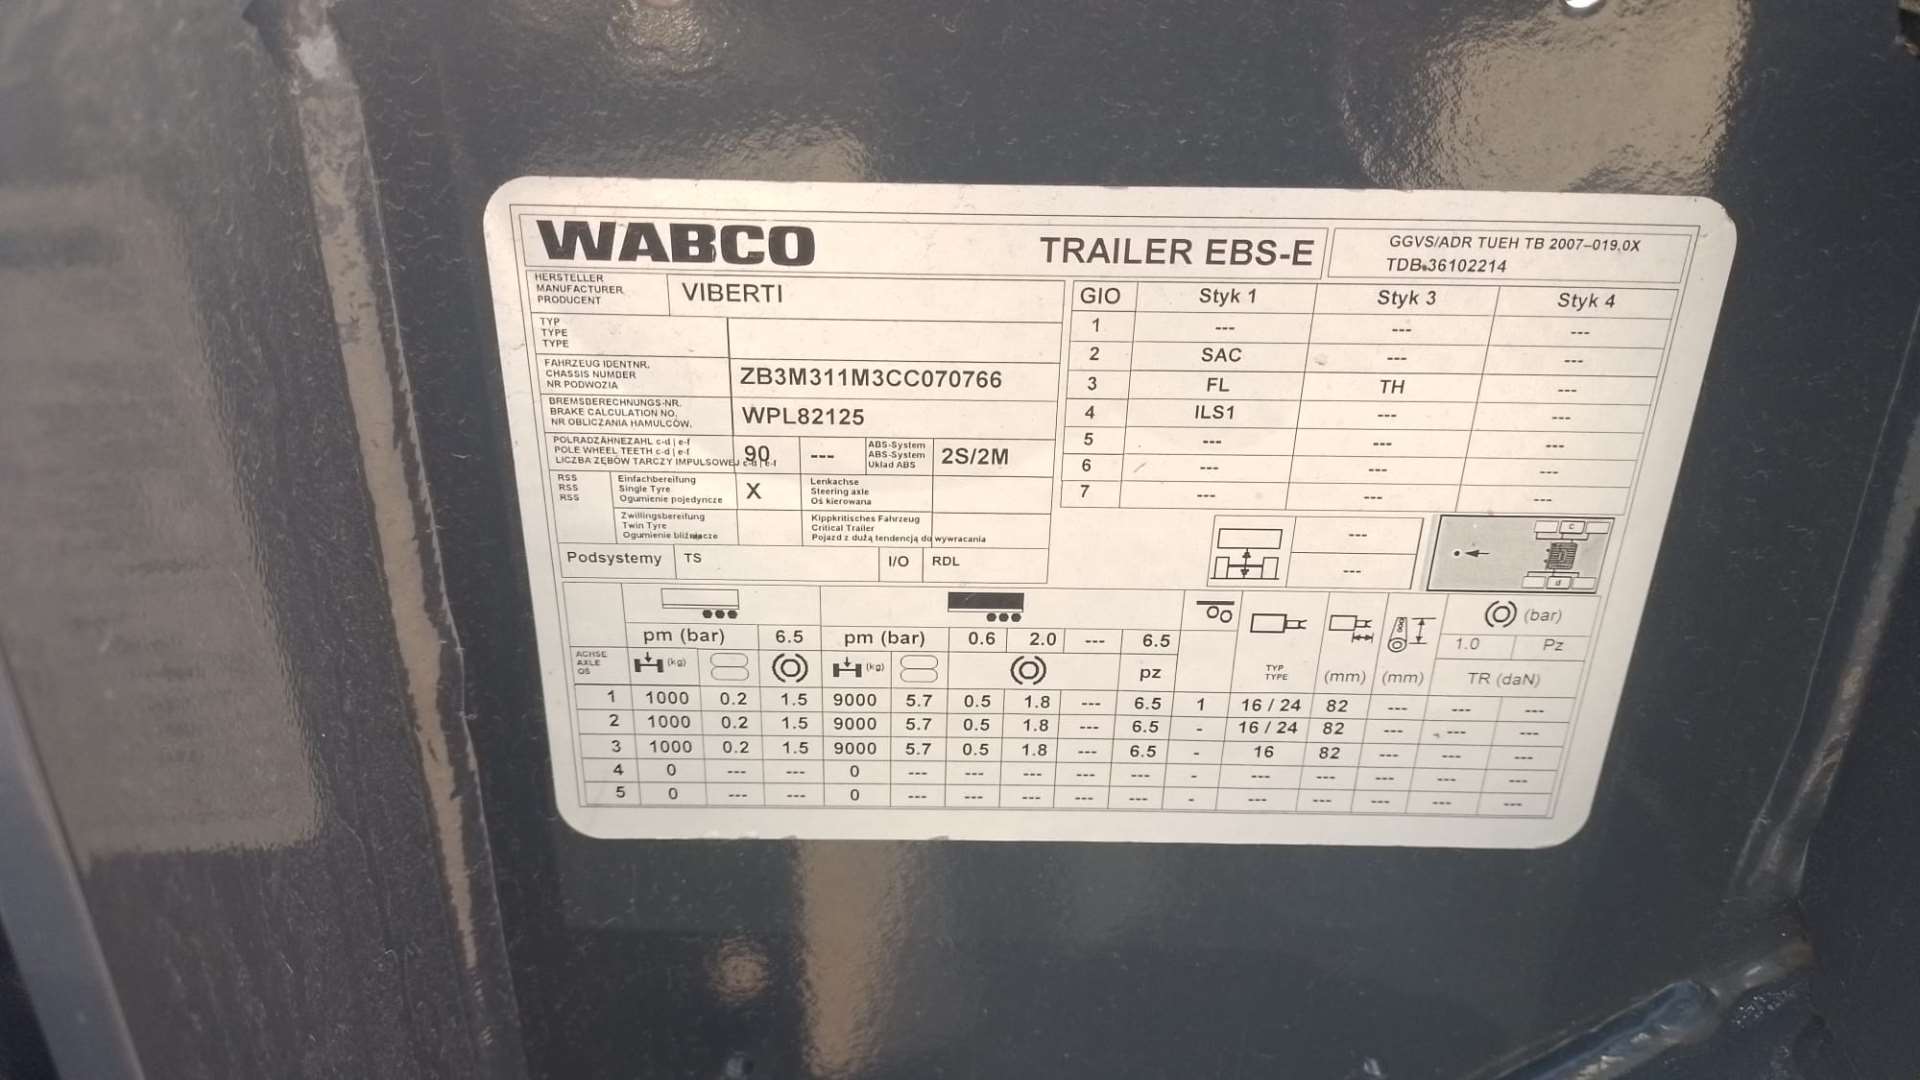 WABCO TRAILER EBS-E
GGVS/ADR TUEH TB 2007-019.0X
TDB 36102214
HERSTELLER
MANUFACTURER
PRODUCENT
VIBERTI
TYP
TYPE
TYPE
FAHRZEUG IDENTNR.
CHASSIS NUMBER
NR PODWOZIA
ZB3M311M3CC070766
BREMSBERECHNUNGS-NR.
BRAKE CALCULATION NO.
NR OBLICZANIA HAMULCÓW.
WPL82125
POLRADZÄHNEZAHL c-d | e-f
POLE WHEEL TEETH c-d | e-f
LICZBA ZĘBÓW TARCZY IMPULSOWEJ c-d | e-f
90 ---
ABS-System
ABS-System
Układ ABS
2S/2M
RSS
RSS
RSS
Einfachbereifung
Single Tyre
Ogumienie pojedyncze
X
Lenkachse
Steering axle
Oś kierowana
Zwillingsbereifung
Twin Tyre
Ogumienie bliźniacze
Kippkritisches Fahrzeug
Critical Trailer
Pojazd z dużą tendencją do wywracania
Podsystemy TS I/O RDL
GIO Styk 1 Styk 3 Styk 4
1 --- --- ---
2 SAC --- ---
3 FL TH ---
4 ILS1 --- ---
5 --- --- ---
6 --- --- ---
7 --- --- ---
---
---
c
d
pm (bar) 6.5 pm (bar) 0.6 2.0 --- 6.5
(bar)
1.0 Pz
ACHSE
AXLE
OŚ
(kg) (kg) pz
TYP
TYPE
(mm) (mm) TR (daN)
1 1000 0.2 1.5 9000 5.7 0.5 1.8 --- 6.5 1 16 / 24 82 --- --- ---
2 1000 0.2 1.5 9000 5.7 0.5 1.8 --- 6.5 - 16 / 24 82 --- --- ---
3 1000 0.2 1.5 9000 5.7 0.5 1.8 --- 6.5 - 16 82 --- --- ---
4 0 --- --- 0 --- --- --- --- --- - --- --- --- --- ---
5 0 --- --- 0 --- --- --- --- --- - --- --- --- --- ---